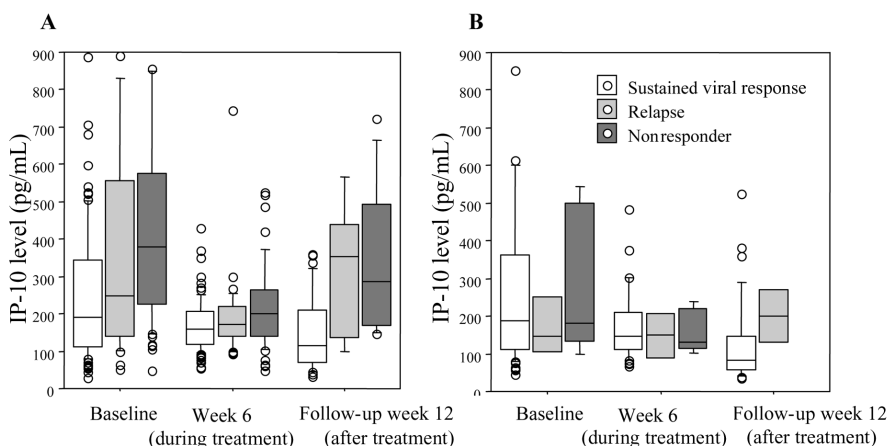 A
B
IP-10 level (pg/mL)
900
800
700
600
500
400
300
200
100
0
Baseline
Week 6
(during treatment)
Follow-up week 12
(after treatment)
IP-10 level (pg/mL)
900
800
700
600
500
400
300
200
100
0
Sustained viral response
Relapse
Nonresponder
Baseline
Week 6
(during treatment)
Follow-up week 12
(after treatment)